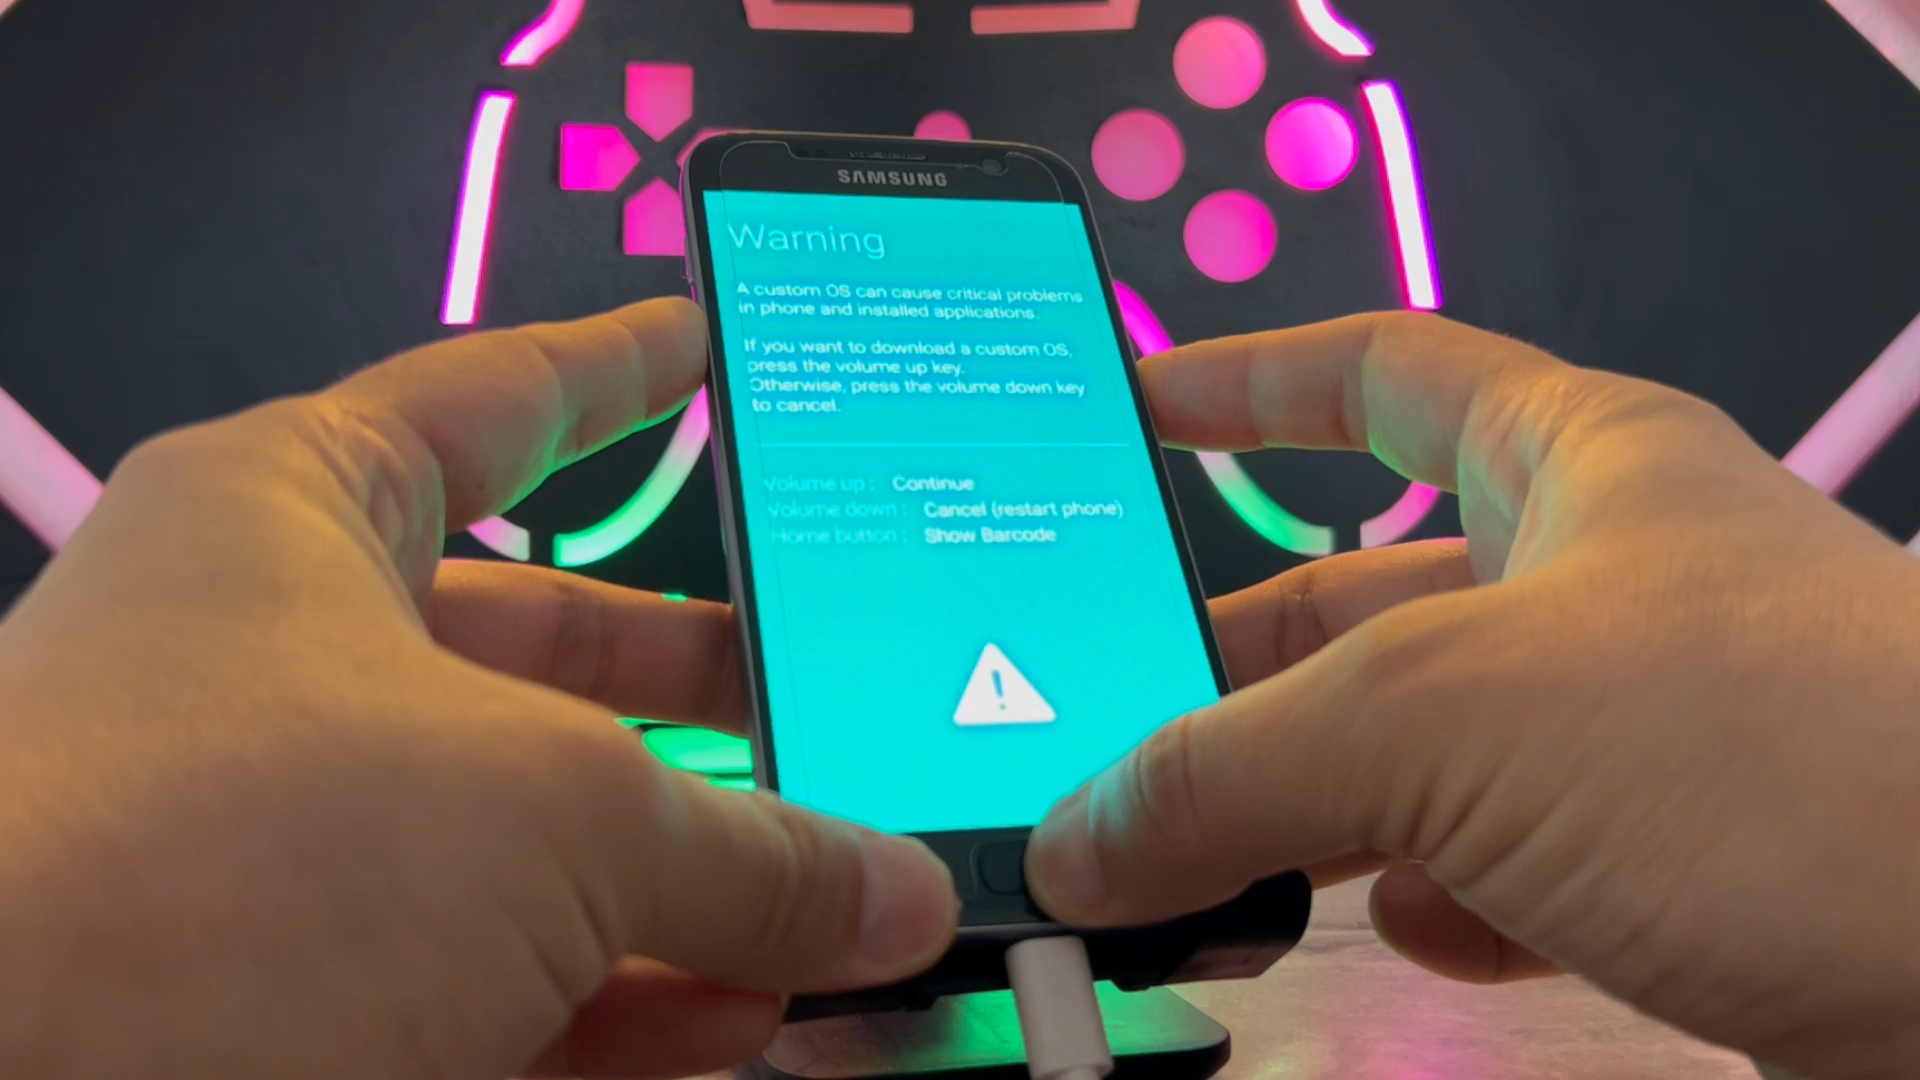 SAMSUNG
Warning
A custom OS can cause critical problems
in phone and installed applications.
If you want to download a custom OS,
press the volume up key.
Otherwise, press the volume down key
to cancel.
Volume up : Continue
Volume down : Cancel (restart phone)
Home button : Show Barcode